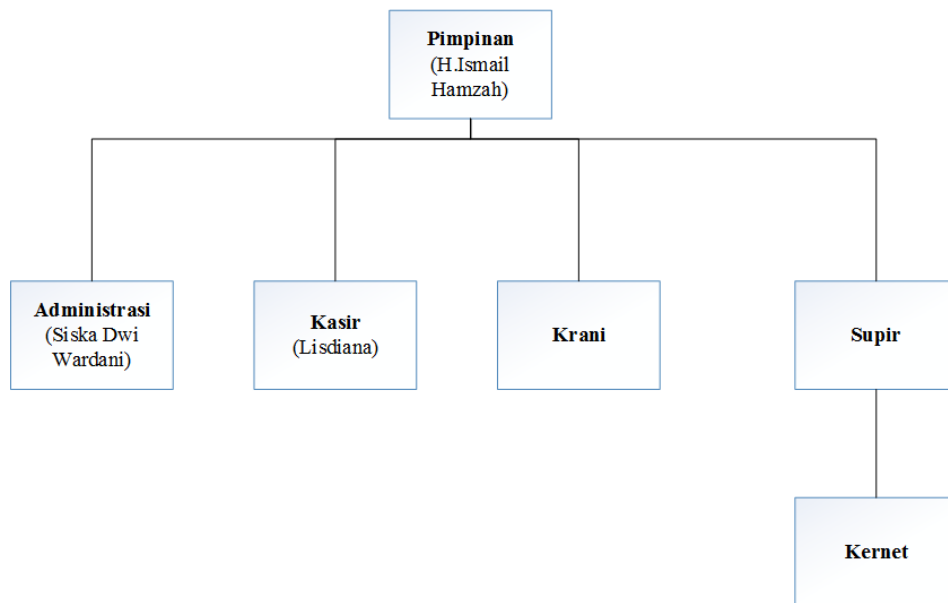 Pimpinan
(H.Ismail
Hamzah)
Administrasi
(Siska Dwi
Wardani)
Kasir
(Lisdiana)
Krani
Supir
Kernet